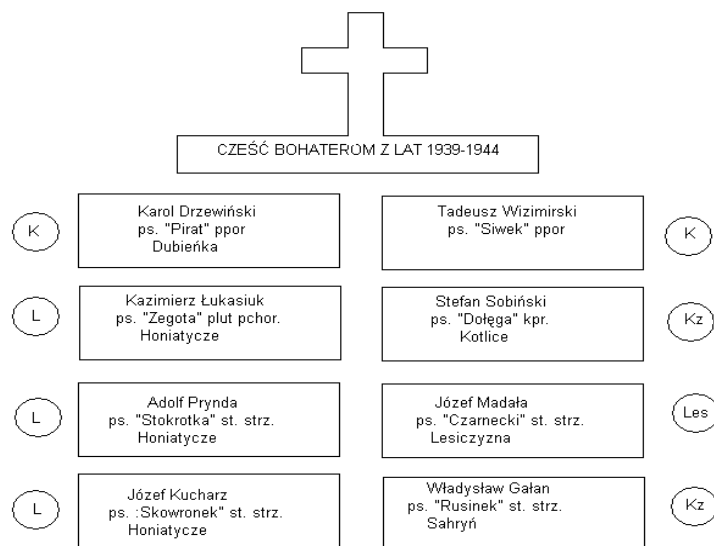 CZEŚĆ BOHATEROM Z LAT 1939-1944
K
Karol Drzewiński
ps. "Pirat" ppor
Dubieńka
Tadeusz Wizimirski
ps. "Siwek" ppor
K
L
Kazimierz Łukasiuk
ps. "Zegota" plut pchor.
Honiatycze
Stefan Sobiński
ps. "Dołęga" kpr.
Kotlice
Kz
L
Adolf Prynda
ps. "Stokrotka" st. strz.
Honiatycze
Józef Madała
ps. "Czarnecki" st. strz.
Lesiczyzna
Les
L
Józef Kucharz
ps. :Skowronek" st. strz.
Honiatycze
Władysław Gałan
ps. "Rusinek" st. strz.
Sahryń
Kz